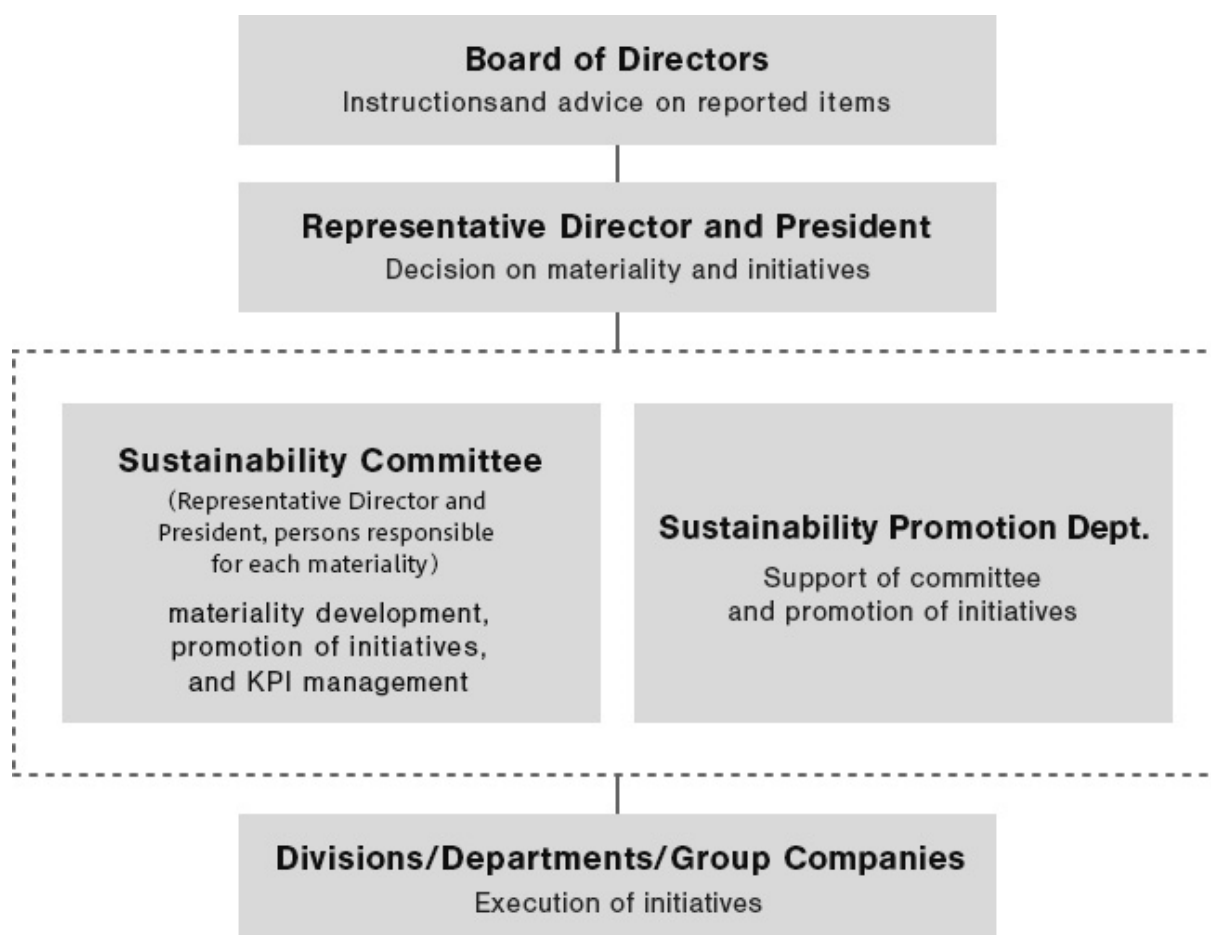 Board of Directors
Instructionsand advice on reported items
Representative Director and President
Decision on materiality and initiatives
Sustainability Committee
(Representative Director and
President, persons responsible
for each materiality)
materiality development,
promotion of initiatives,
and KPI management
Sustainability Promotion Dept.
Support of committee
and promotion of initiatives
Divisions/Departments/Group Companies
Execution of initiatives